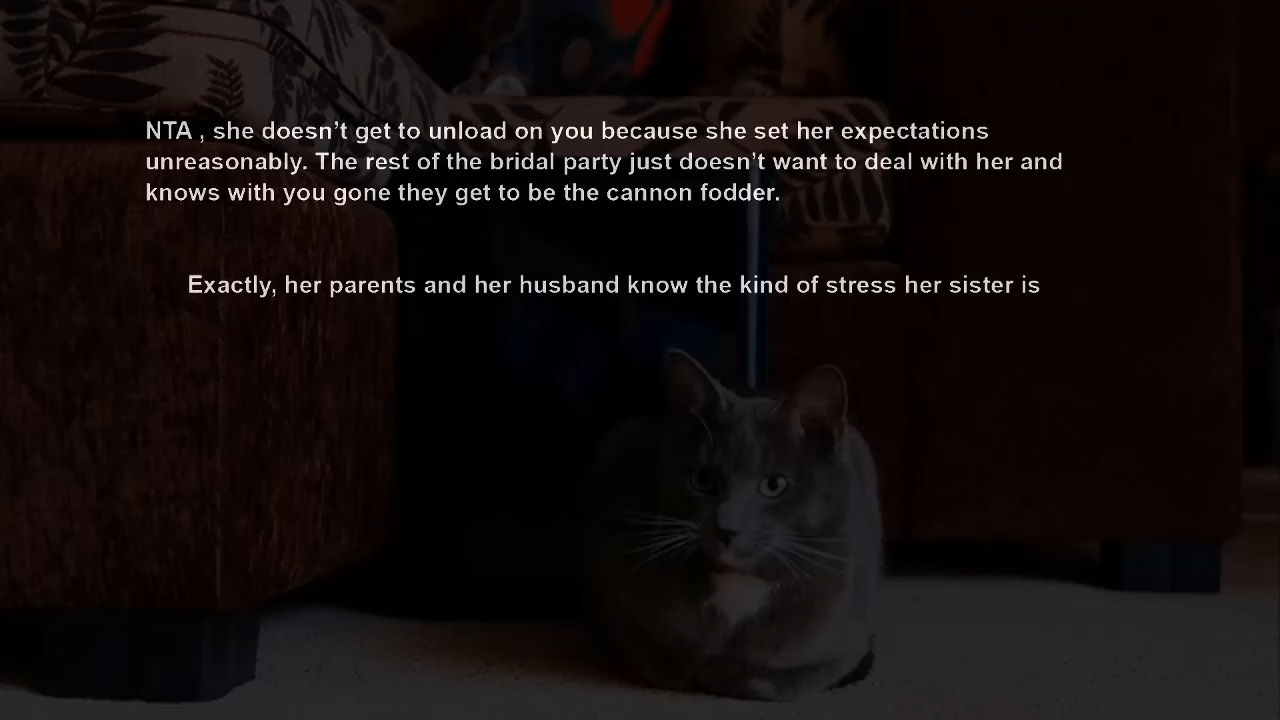 NTA , she doesn’t get to unload on you because she set her expectations
unreasonably. The rest of the bridal party just doesn’t want to deal with her and
knows with you gone they get to be the cannon fodder.
Exactly, her parents and her husband know the kind of stress her sister is